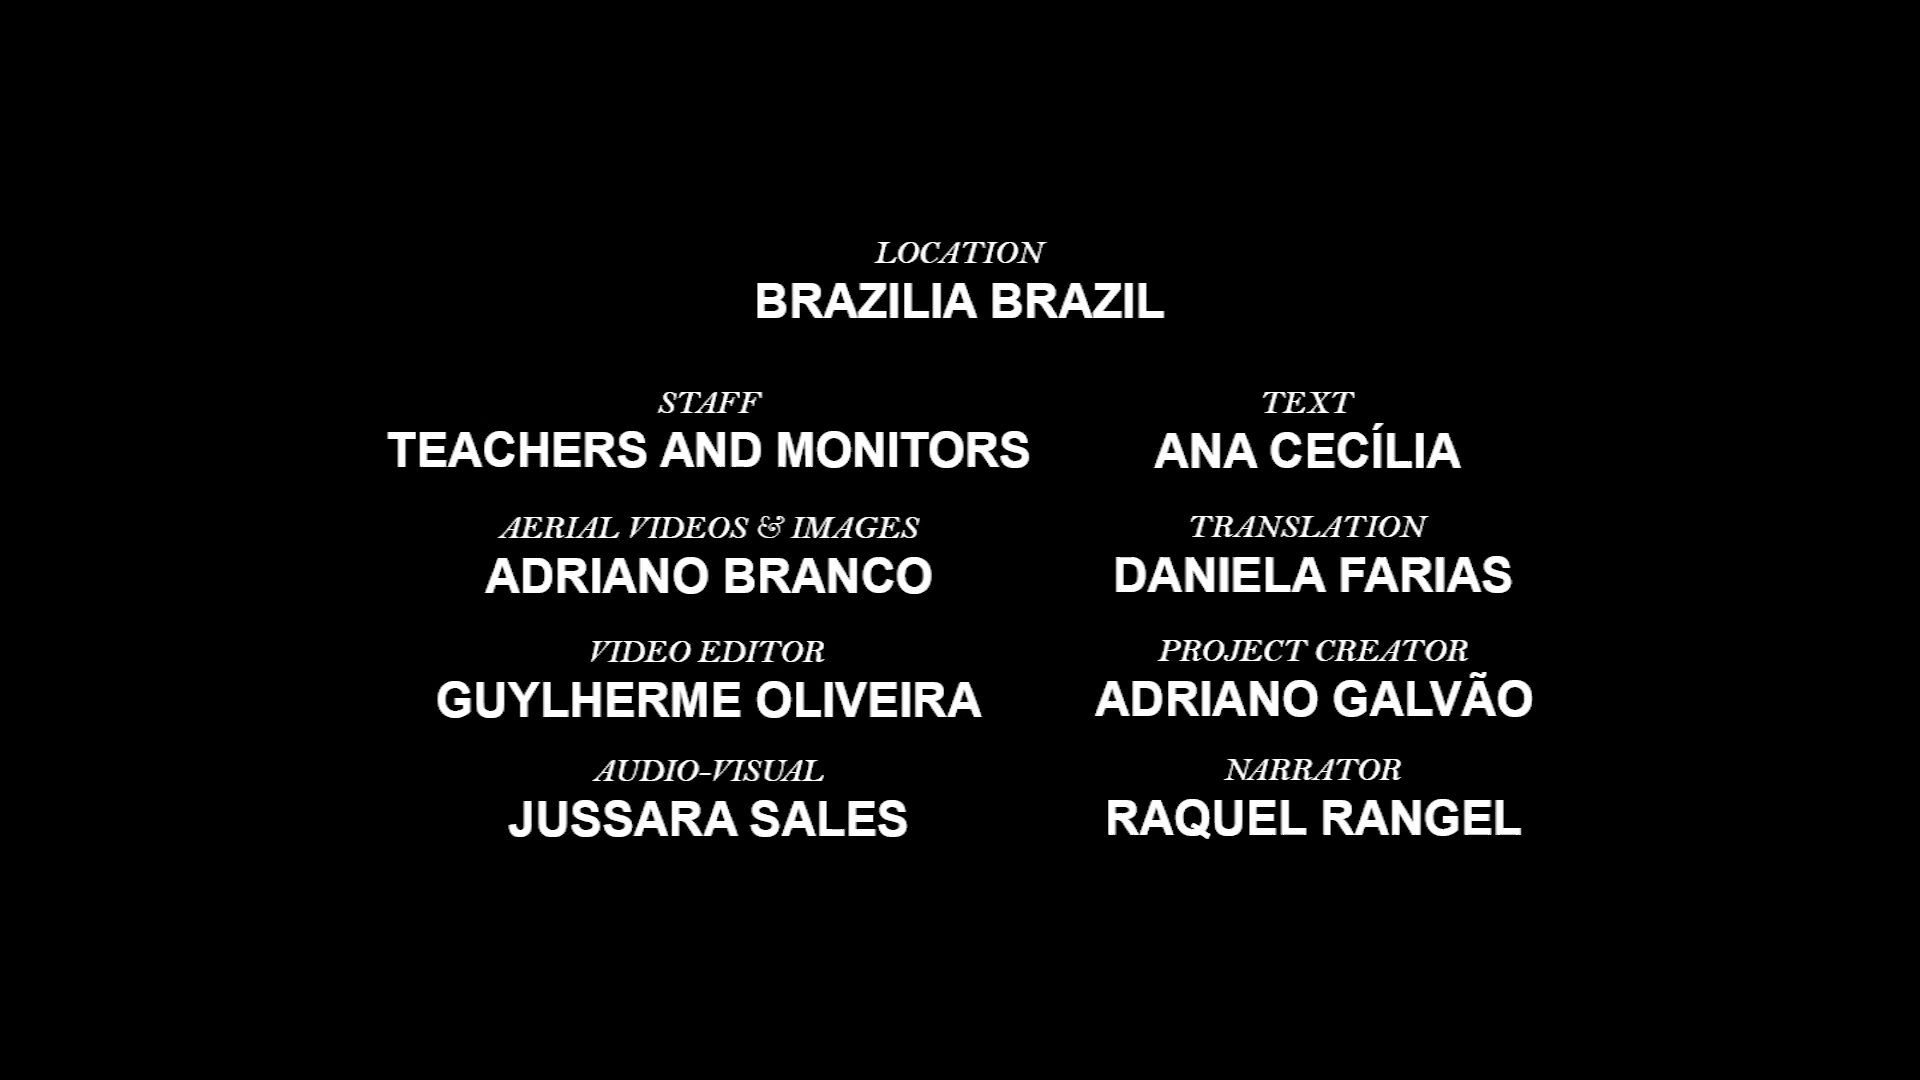 LOCATION
BRAZILIA BRAZIL
STAFF
TEACHERS AND MONITORS
AERIAL VIDEOS & IMAGES
ADRIANO BRANCO
VIDEO EDITOR
GUYLHERME OLIVEIRA
AUDIO-VISUAL
JUSSARA SALES
TEXT
ANA CECÍLIA
TRANSLATION
DANIELA FARIAS
PROJECT CREATOR
ADRIANO GALVÃO
NARRATOR
RAQUEL RANGEL